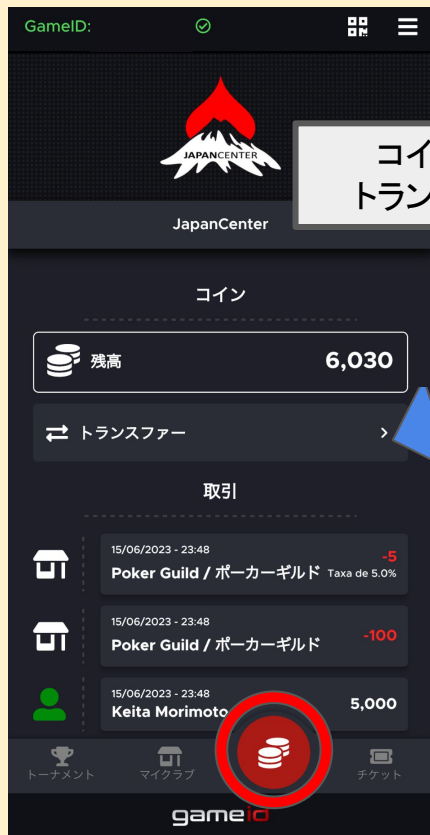 GameID:
JAPANCENTER
コイ
トラン
JapanCenter
コイン
残高
6,030
トランスファー
取引
15/06/2023 - 23:48
-5
Poker Guild / ポーカーギルド
Taxa de 5.0%
15/06/2023 - 23:48
Poker Guild / ポーカーギルド
-100
15/06/2023 - 23:48
Keita Morimoto
5,000
トーナメント
マイクラブ
チケット
gameid